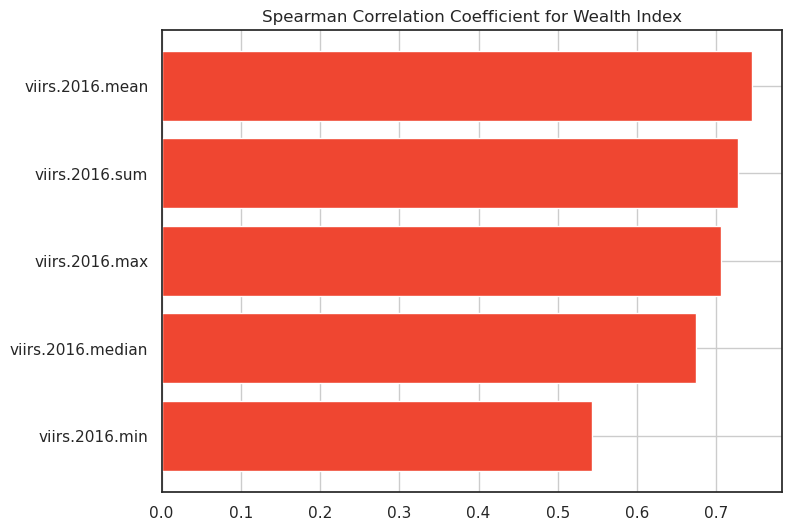 Spearman Correlation Coefficient for Wealth Index
viirs.2016.mean
viirs.2016.sum
viirs.2016.max
viirs.2016.median
viirs.2016.min
0.0 0.1 0.2 0.3 0.4 0.5 0.6 0.7